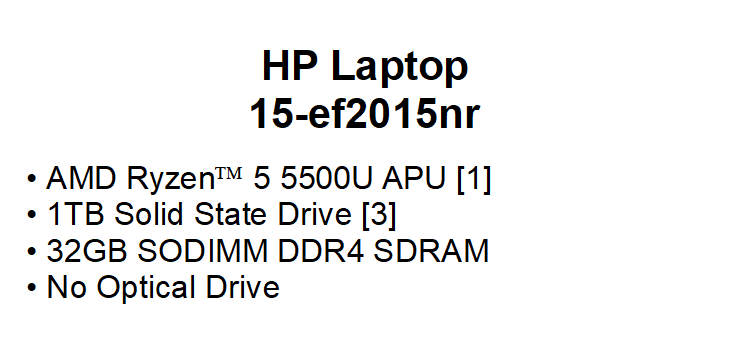 HP Laptop
15-ef2015nr
• AMD Ryzen™ 5 5500U APU [1]
• 1TB Solid State Drive [3]
• 32GB SODIMM DDR4 SDRAM
• No Optical Drive